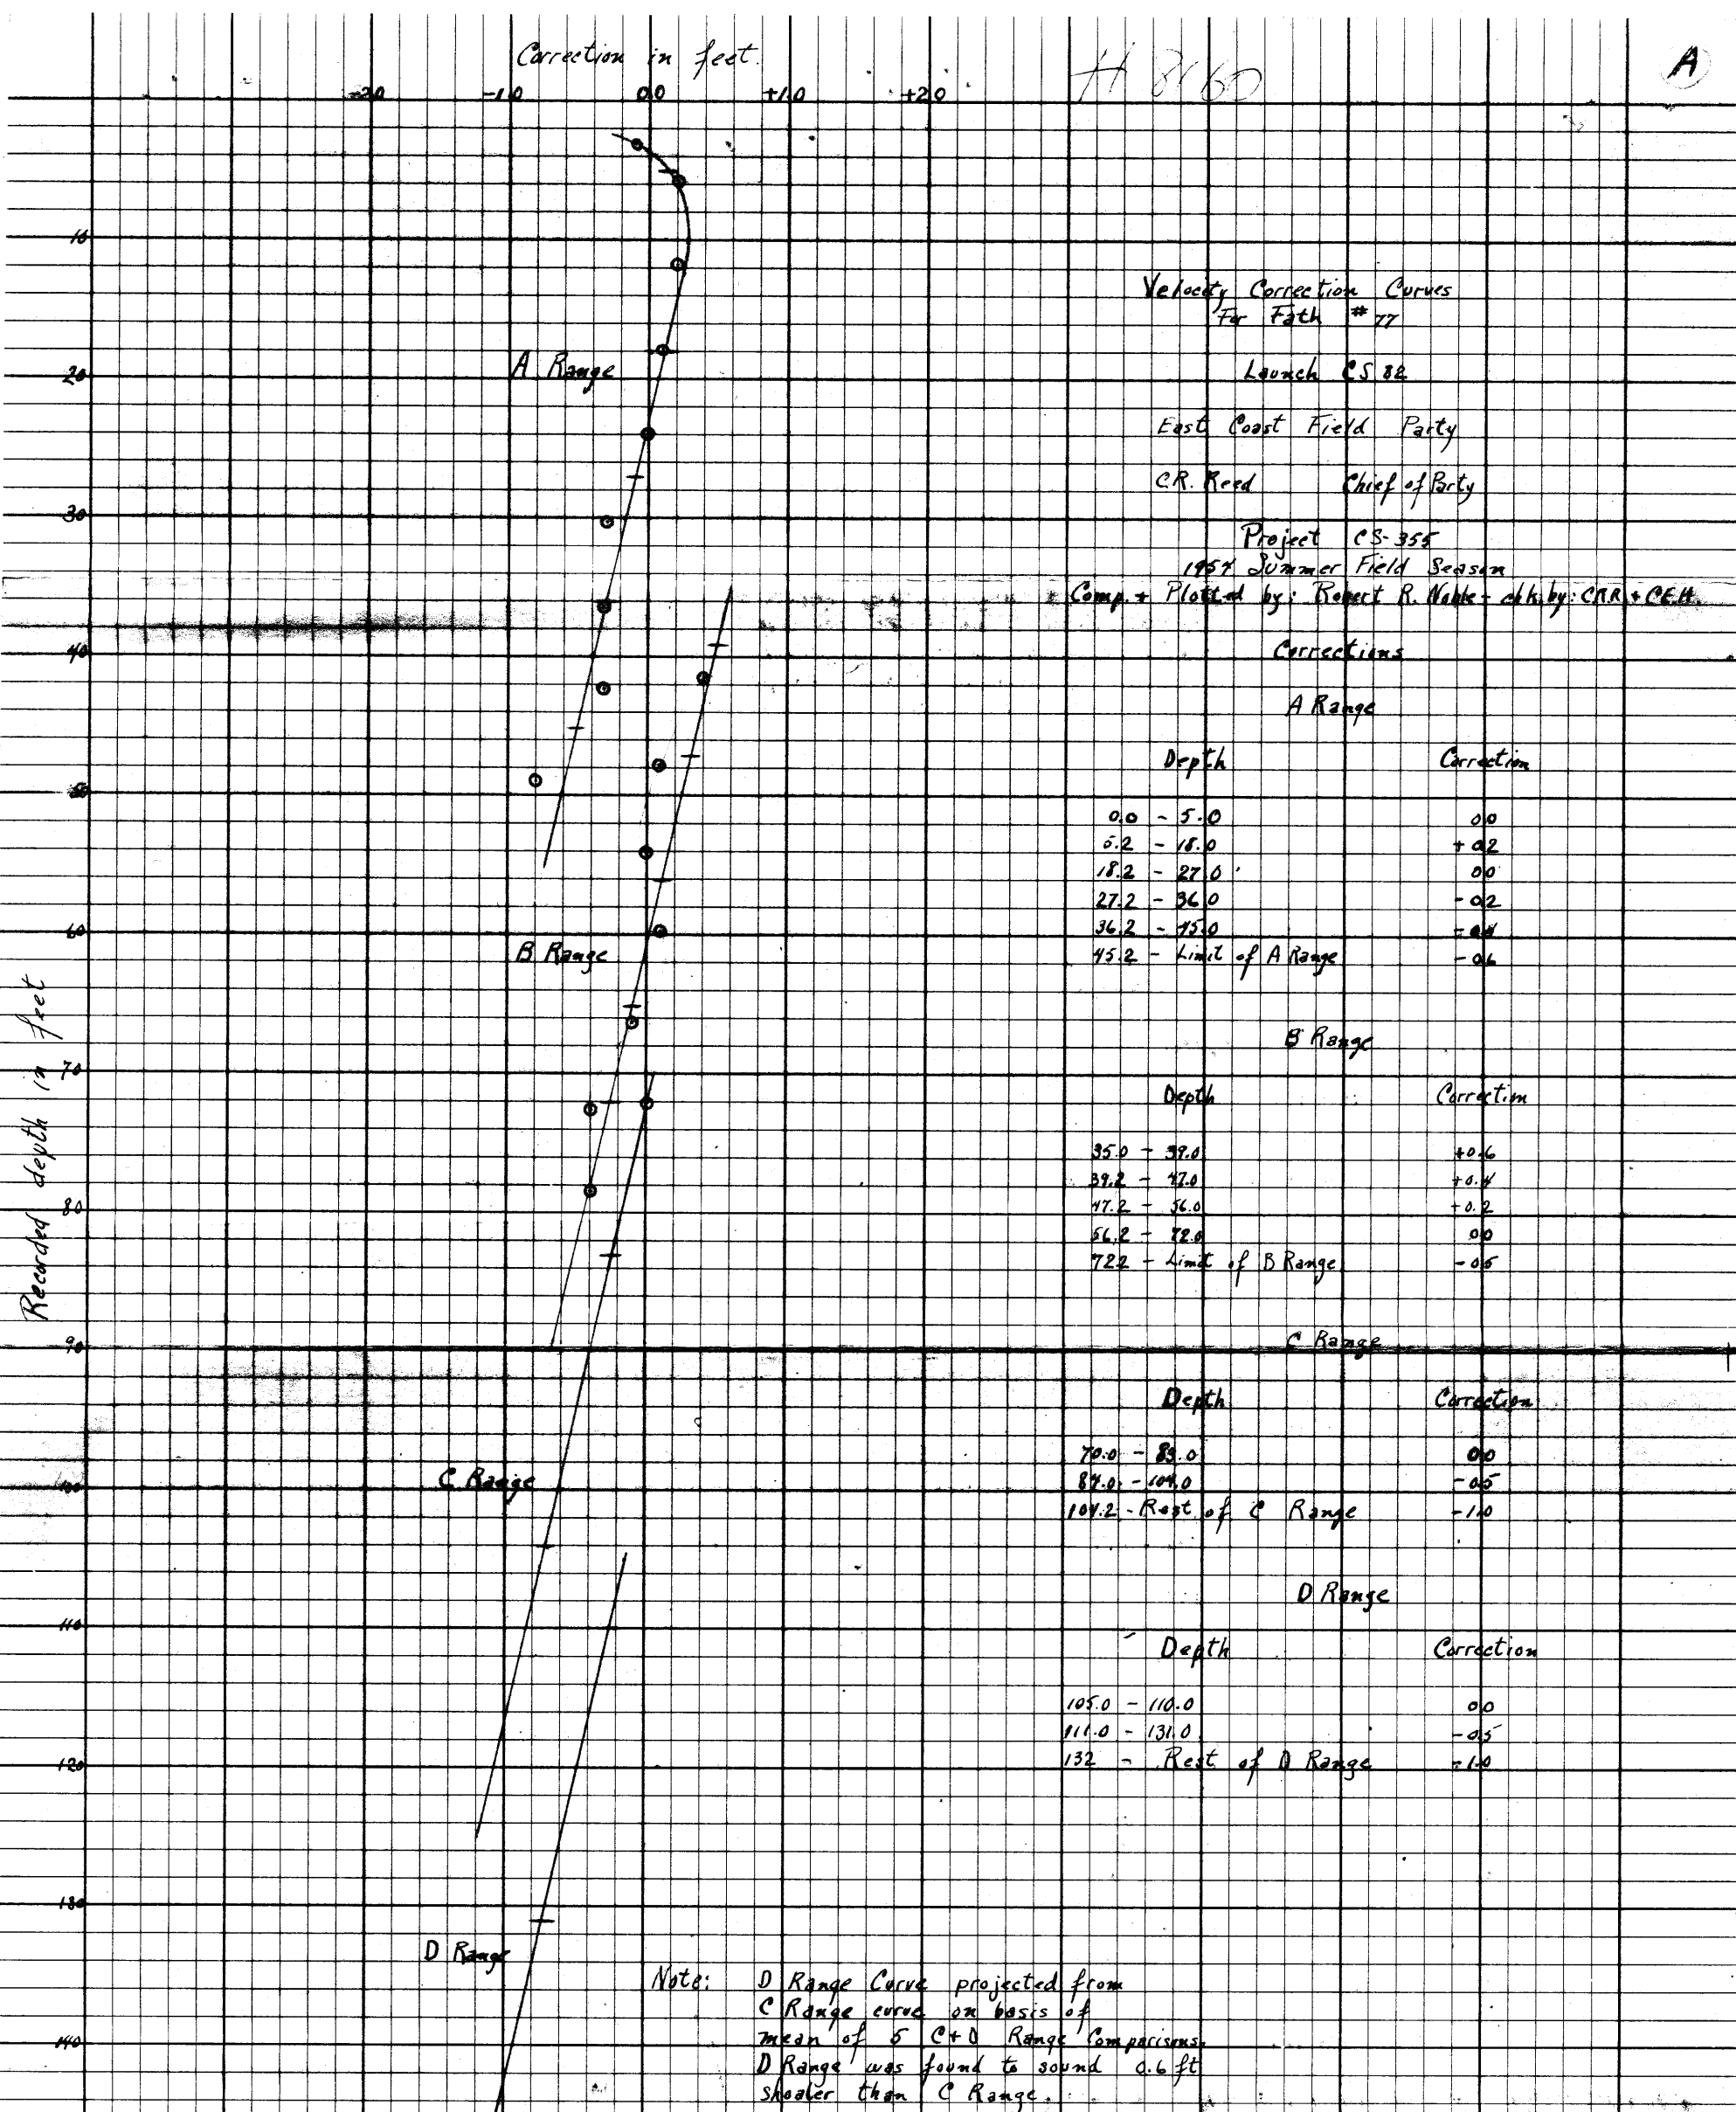 Correction in feet.
H 8160
A
-2.0 -1.0 0.0 +1.0 +2.0
10
20
30
40
50
60
70
80
90
100
110
120
130
140
Recorded depth in feet
A Range
B Range
C Range
D Range
Velocity Correction Curves
For Fath #77
Launch CS 82
East Coast Field Party
C.R. Reed Chief of Party
Project CS-355
Summer Field Season
Comp. + Plotted by: Robert R. Noble - chk by: CRR + CEH.
Corrections
A Range
Depth Correction
0.0 - 5.0 0.0
5.2 - 18.0 +0.2
18.2 - 27.0 0.0
27.2 - 36.0 -0.2
36.2 - 45.0 -0.4
45.2 - Limit of A Range -0.6
B Range
Depth Correction
35.0 - 39.0 +0.6
39.2 - 47.0 +0.4
47.2 - 56.0 +0.2
56.2 - 72.0 0.0
72.2 - Limit of B Range -0.5
C Range
Depth Correction
70.0 - 83.0 0.0
84.0 - 104.0 -0.5
104.2 - Rest of C Range -1.0
D Range
Depth Correction
105.0 - 110.0 0.0
111.0 - 131.0 -0.5
132 - Rest of D Range -1.0
Note: D Range Curve projected from
C Range curve on basis of
mean of 5 C+D Range Comparisons.
D Range was found to sound 0.6 ft
shoaler than C Range.